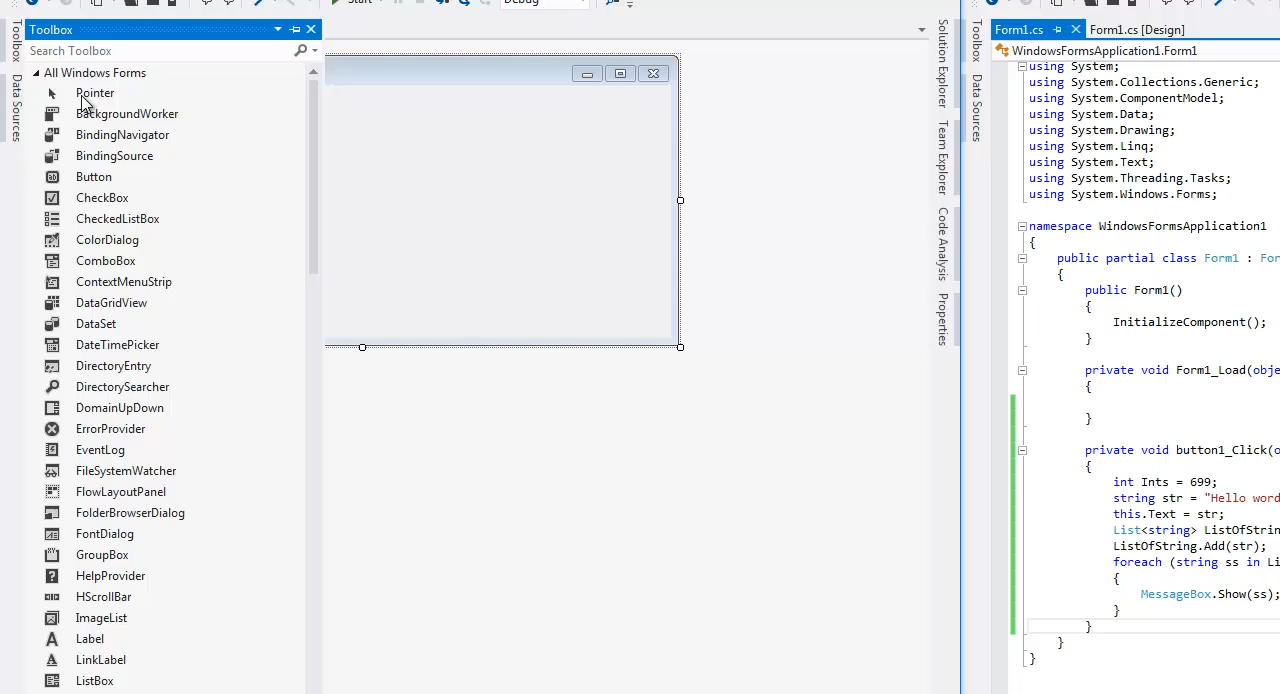 Start
Debug
Toolbox
Search Toolbox
All Windows Forms
Pointer
BackgroundWorker
BindingNavigator
BindingSource
Button
CheckBox
CheckedListBox
ColorDialog
ComboBox
ContextMenuStrip
DataGridView
DataSet
DateTimePicker
DirectoryEntry
DirectorySearcher
DomainUpDown
ErrorProvider
EventLog
FileSystemWatcher
FlowLayoutPanel
FolderBrowserDialog
FontDialog
GroupBox
HelpProvider
HScrollBar
ImageList
Label
LinkLabel
ListBox
Toolbox
Data Sources
Solution Explorer
Team Explorer
Code Analysis
Properties
Toolbox
Data Sources
Form1.cs
Form1.cs [Design]
WindowsFormsApplication1.Form1
using System;
using System.Collections.Generic;
using System.ComponentModel;
using System.Data;
using System.Drawing;
using System.Linq;
using System.Text;
using System.Threading.Tasks;
using System.Windows.Forms;
namespace WindowsFormsApplication1
{
public partial class Form1 : For
{
public Form1()
{
InitializeComponent();
}
private void Form1_Load(obje
{
}
private void button1_Click(o
{
int Ints = 699;
string str = "Hello word
this.Text = str;
List<string> ListOfStrin
ListOfString.Add(str);
foreach (string ss in Li
{
MessageBox.Show(ss);
}
}
}
}